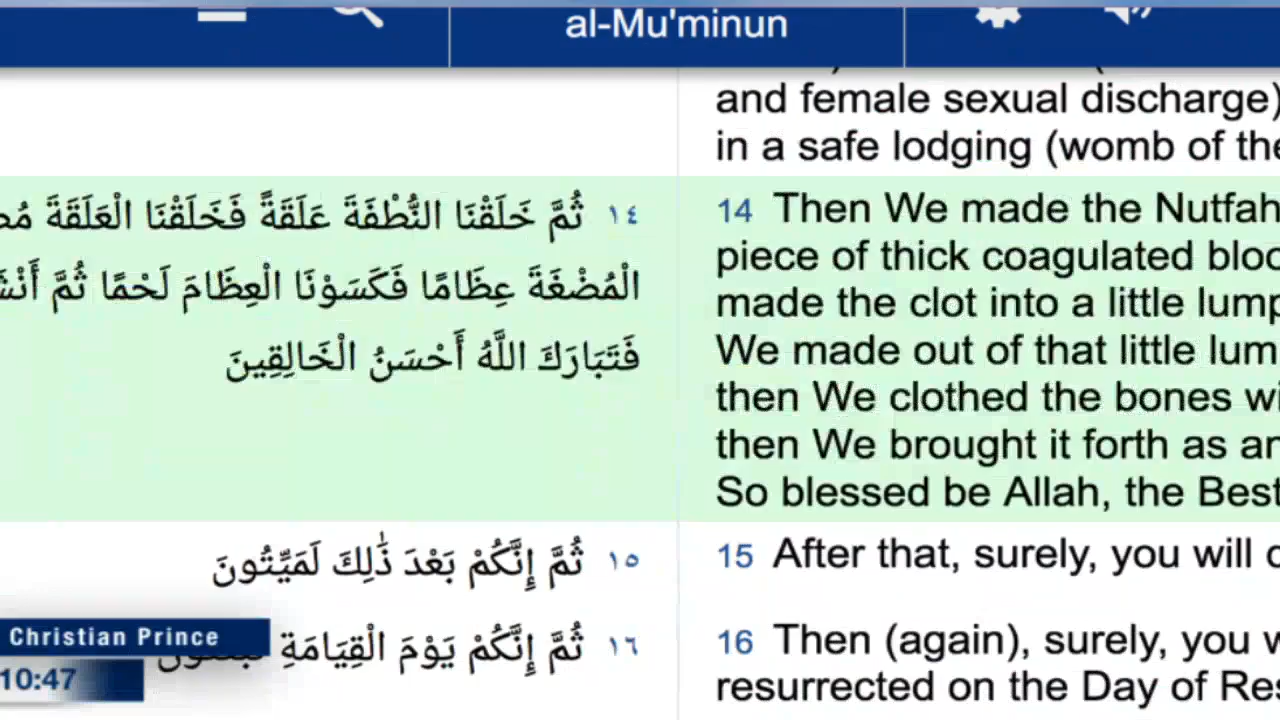 al-Mu'minun
and female sexual discharge)
in a safe lodging (womb of the
١٤ ثُمَّ خَلَقْنَا النُّطْفَةَ عَلَقَةً فَخَلَقْنَا الْعَلَقَةَ
الْمُضْغَةَ عِظَامًا فَكَسَوْنَا الْعِظَامَ لَحْمًا ثُمَّ
فَتَبَارَكَ اللَّهُ أَحْسَنُ الْخَالِقِينَ
14 Then We made the Nutfah
piece of thick coagulated bloo
made the clot into a little lump
We made out of that little lum
then We clothed the bones wi
then We brought it forth as an
So blessed be Allah, the Best
١٥ ثُمَّ إِنَّكُمْ بَعْدَ ذَٰلِكَ لَمَيِّتُونَ
15 After that, surely, you will d
١٦ ثُمَّ إِنَّكُمْ يَوْمَ الْقِيَامَةِ
16 Then (again), surely, you w
resurrected on the Day of Res
Christian Prince
10:47